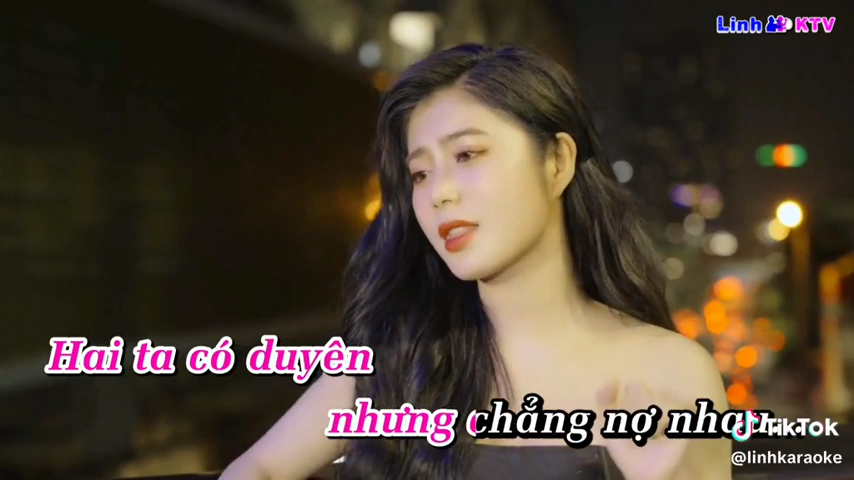 Linh KTV
Hai ta có duyên
nhưng chẳng nợ nhau...
TikTok
@linhkaraoke